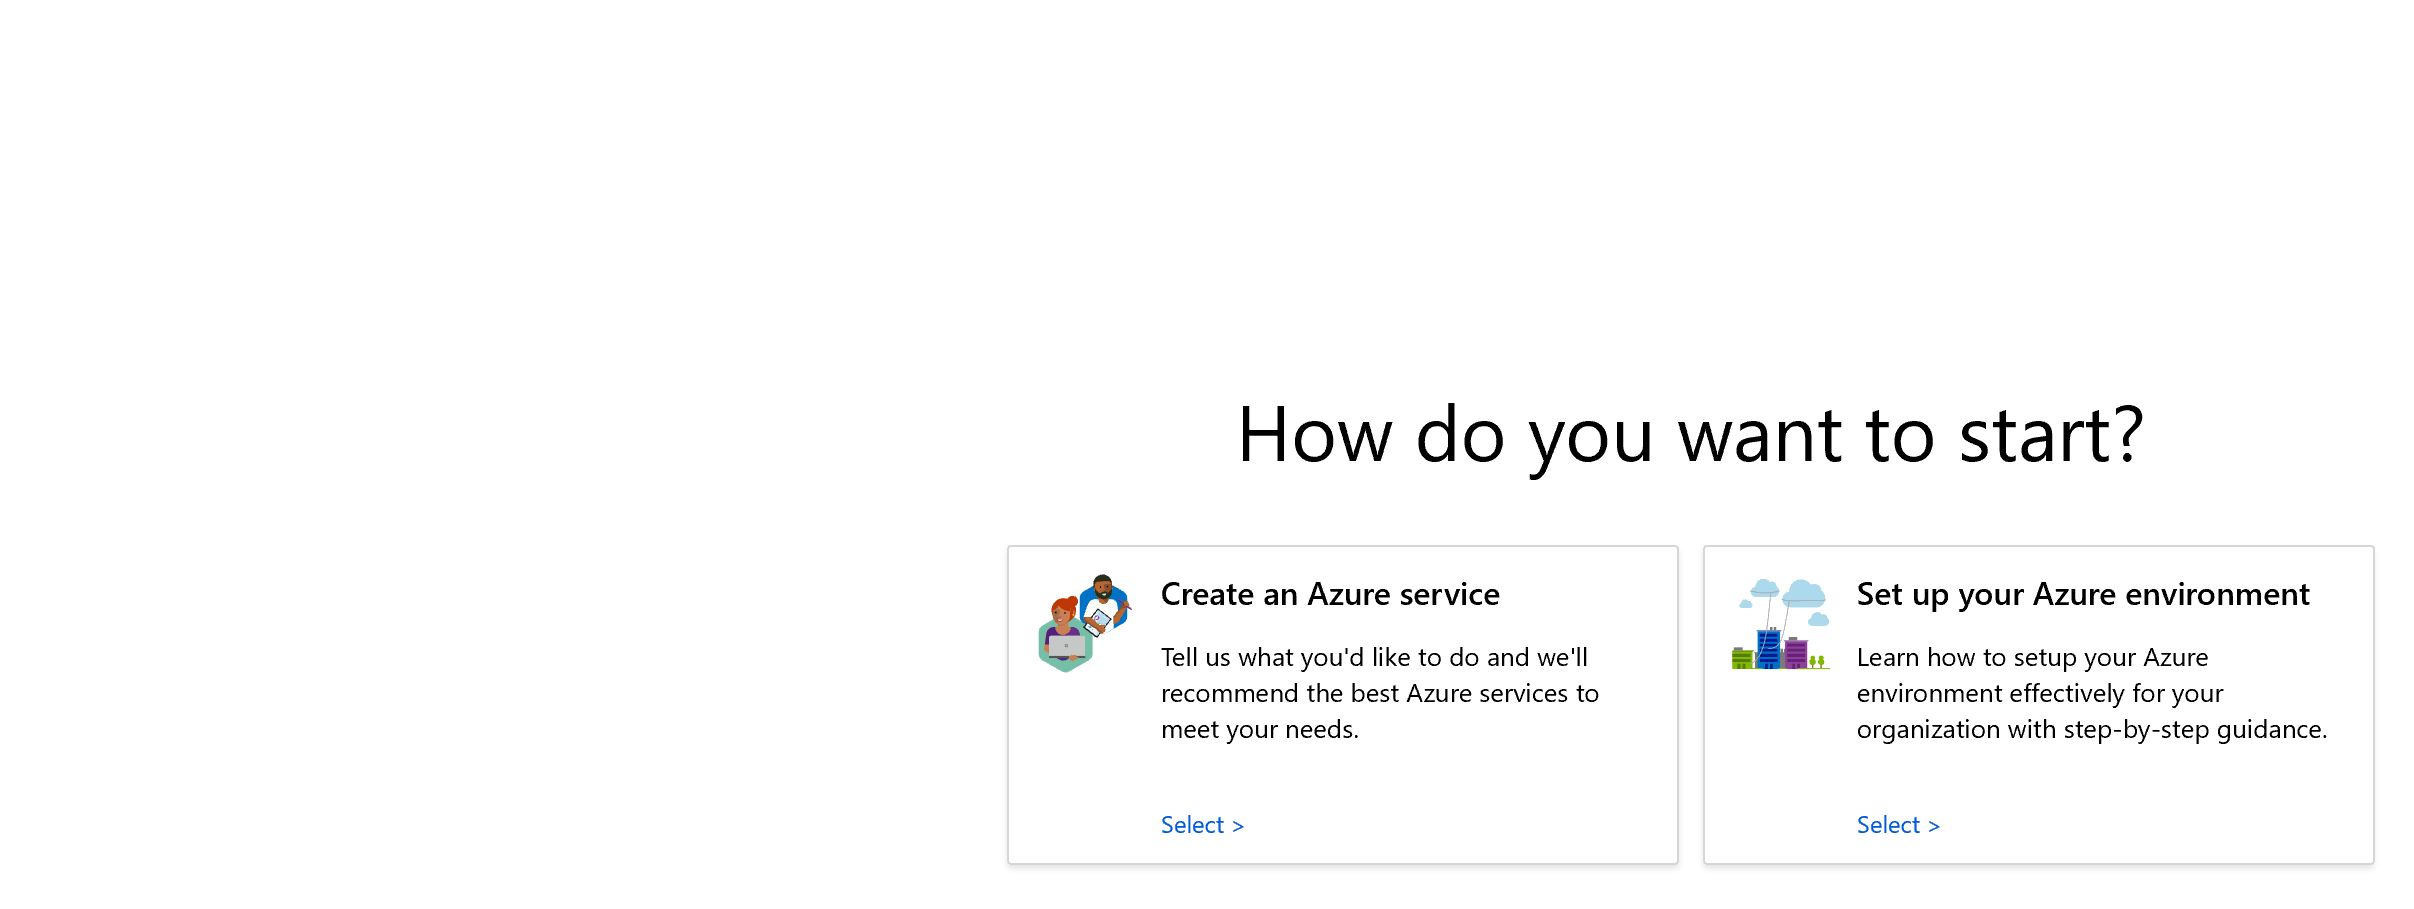 How do you want to start?
Create an Azure service
Tell us what you'd like to do and we'll
recommend the best Azure services to
meet your needs.
Select >
Set up your Azure environment
Learn how to setup your Azure
environment effectively for your
organization with step-by-step guidance.
Select >